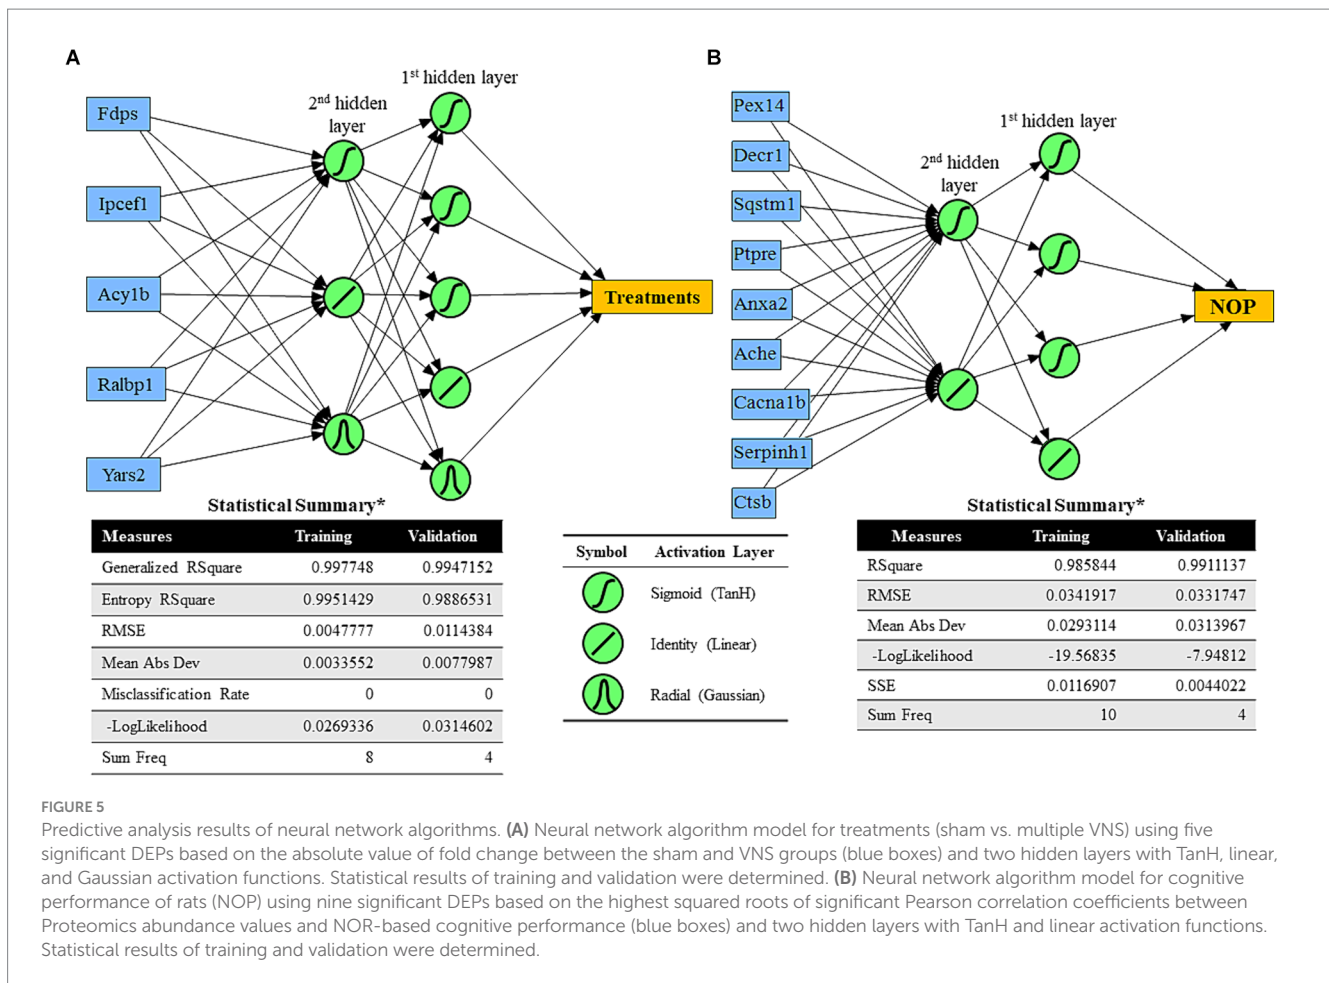 A
1st hidden layer
2nd hidden
layer
Fdps
Ipcef1
Acy1b
Ralbp1
Yars2
Treatments
Statistical Summary*
Measures Training Validation
Generalized RSquare 0.997748 0.9947152
Entropy RSquare 0.9951429 0.9886531
RMSE 0.0047777 0.0114384
Mean Abs Dev 0.0033552 0.0077987
Misclassification Rate 0 0
-LogLikelihood 0.0269336 0.0314602
Sum Freq 8 4
Symbol Activation Layer
Sigmoid (TanH)
Identity (Linear)
Radial (Gaussian)
B
1st hidden layer
2nd hidden
layer
Pex14
Decr1
Sqstm1
Ptpre
Anxa2
Ache
Cacna1b
Serpinh1
Ctsb
NOP
Statistical Summary*
Measures Training Validation
RSquare 0.985844 0.9911137
RMSE 0.0341917 0.0331747
Mean Abs Dev 0.0293114 0.0313967
-LogLikelihood -19.56835 -7.94812
SSE 0.0116907 0.0044022
Sum Freq 10 4
FIGURE 5
Predictive analysis results of neural network algorithms. (A) Neural network algorithm model for treatments (sham vs. multiple VNS) using five
significant DEPs based on the absolute value of fold change between the sham and VNS groups (blue boxes) and two hidden layers with TanH, linear,
and Gaussian activation functions. Statistical results of training and validation were determined. (B) Neural network algorithm model for cognitive
performance of rats (NOP) using nine significant DEPs based on the highest squared roots of significant Pearson correlation coefficients between
Proteomics abundance values and NOR-based cognitive performance (blue boxes) and two hidden layers with TanH and linear activation functions.
Statistical results of training and validation were determined.